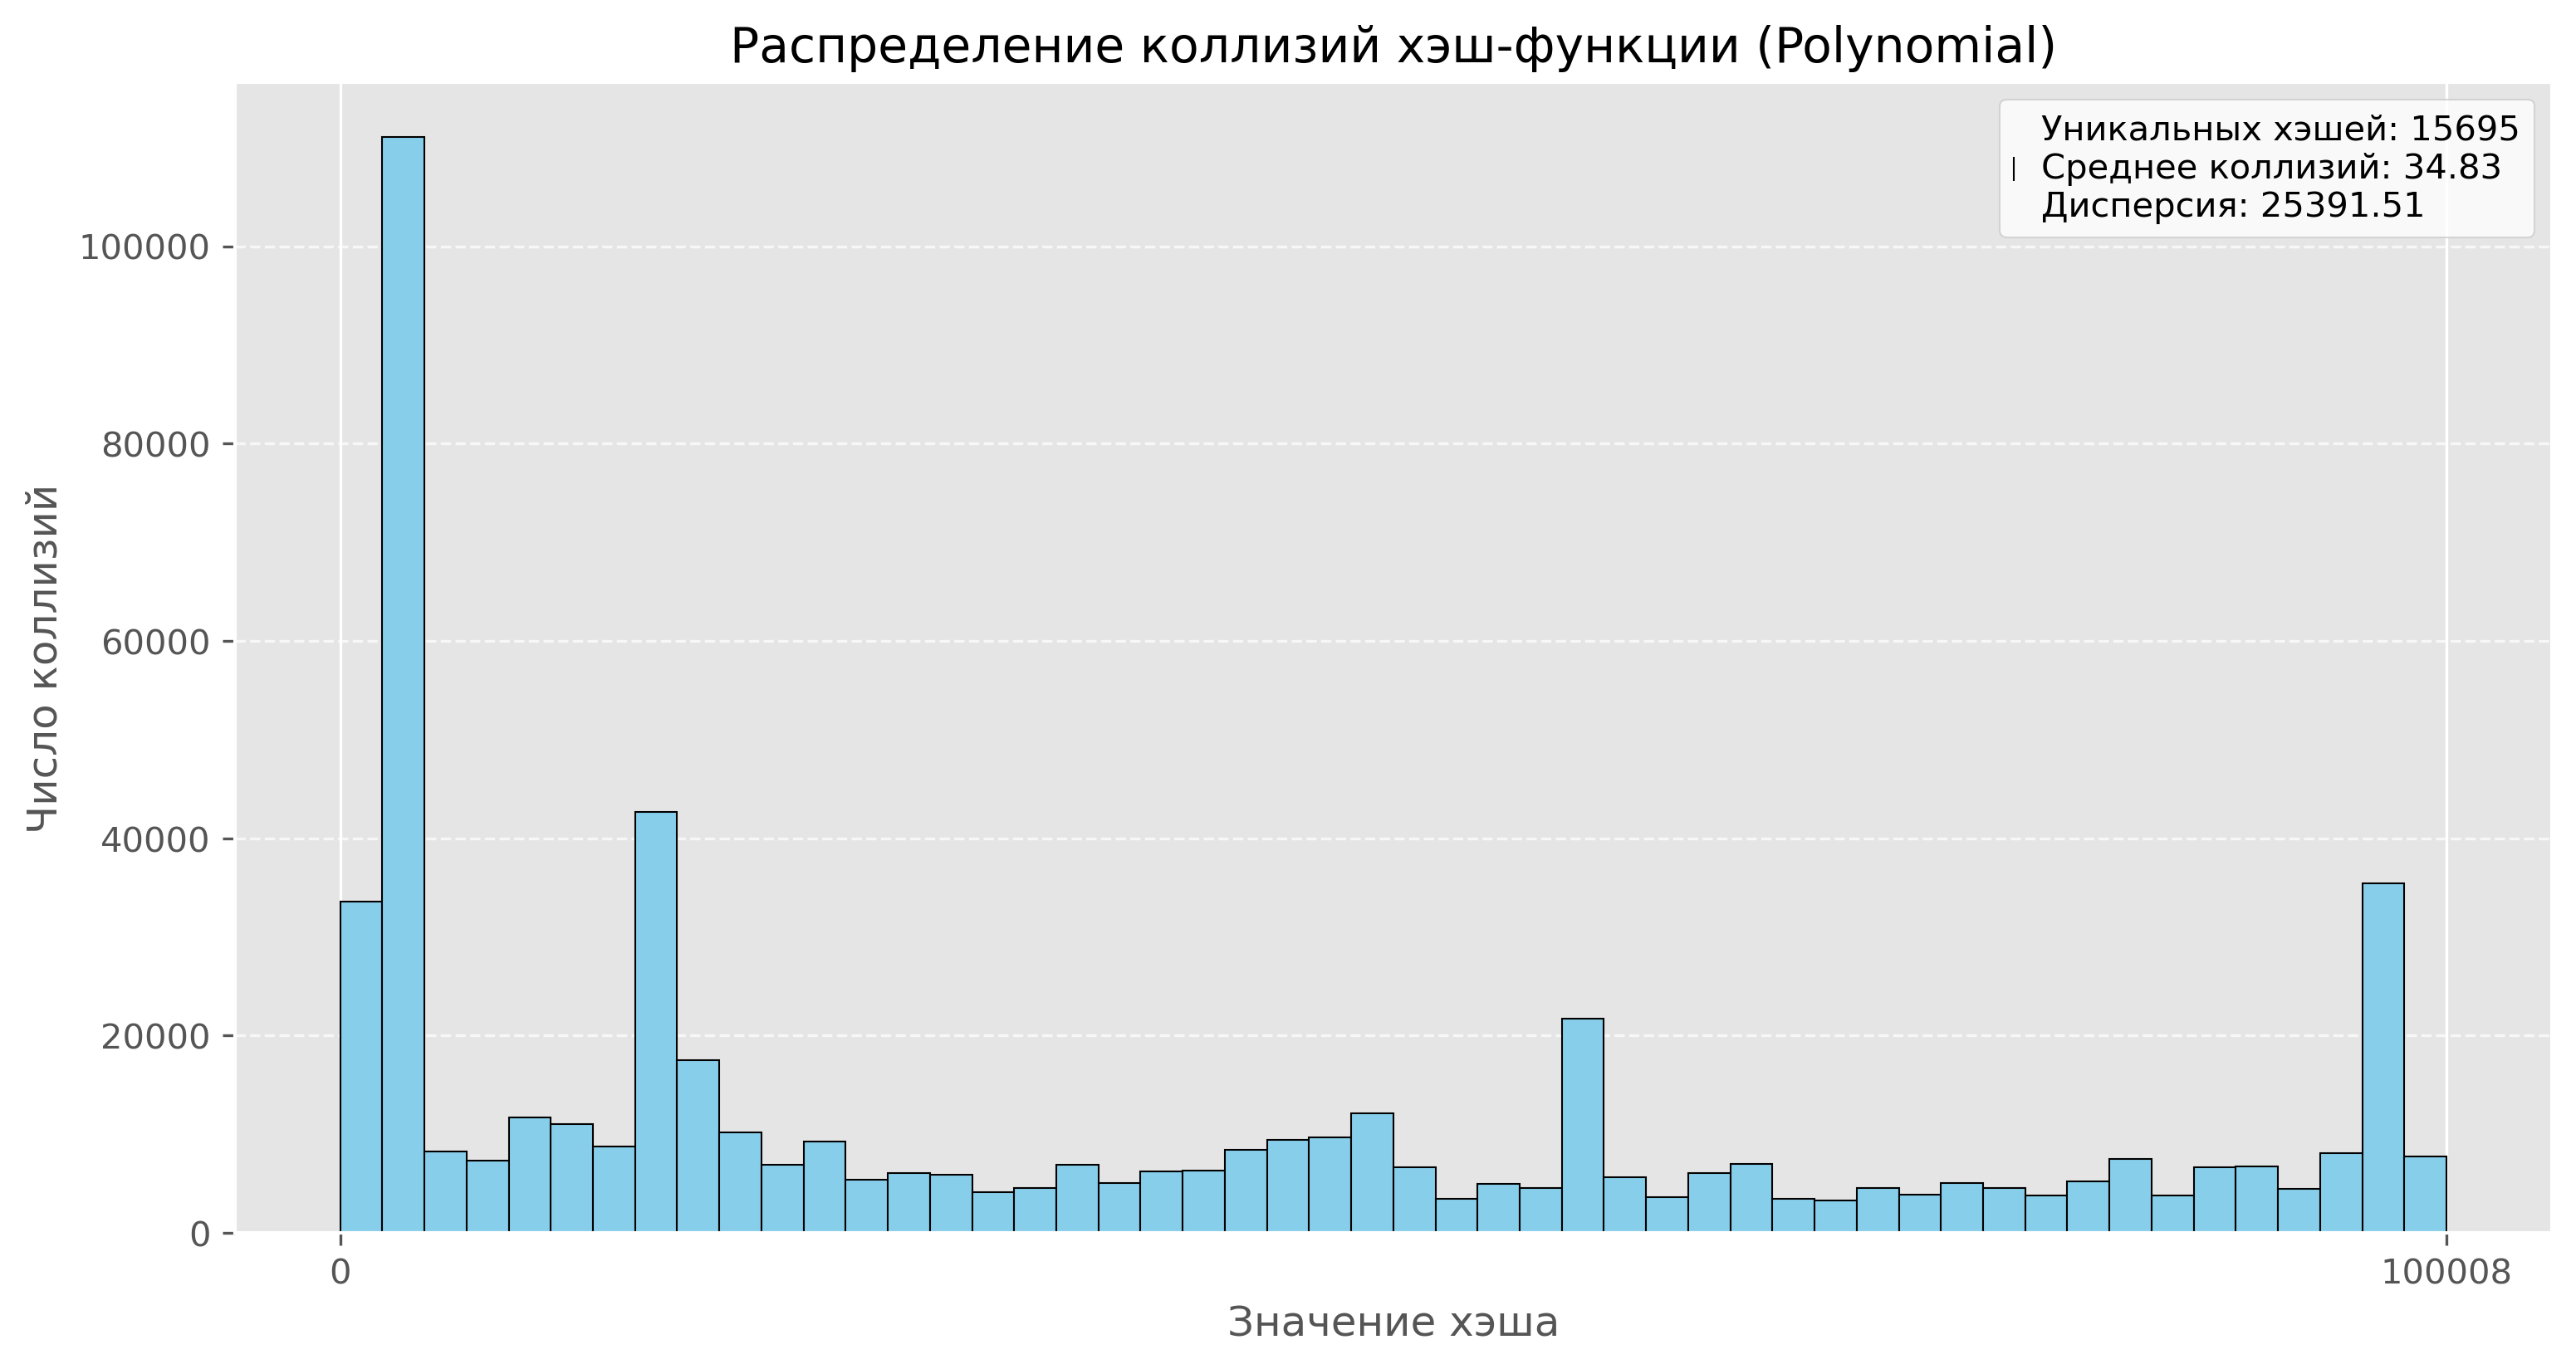 Распределение коллизий хэш-функции (Polynomial)
Уникальных хэшей: 15695
Среднее коллизий: 34.83
Дисперсия: 25391.51
Число коллизий
100000
80000
60000
40000
20000
0
0
100008
Значение хэша